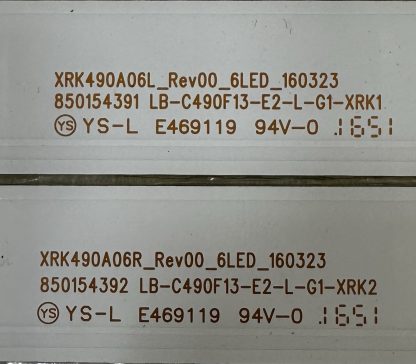 XRK490A06L_Rev00_6LED_160323
850154391 LB-C490F13-E2-L-G1-XRK1
YS YS-L E469119 94V-0 .1651
XRK490A06R_Rev00_6LED_160323
850154392 LB-C490F13-E2-L-G1-XRK2
YS YS-L E469119 94V-0 .1651